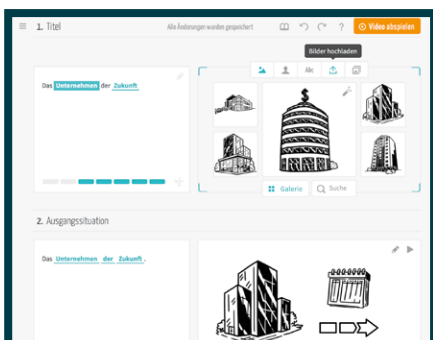 1. Titel
Alle Änderungen wurden gespeichert
?
Video abspielen
Bilder hochladen
Abc
Das Unternehmen der Zukunft
$
Galerie
Suche
2. Ausgangssituation
Das Unternehmen der Zukunft .